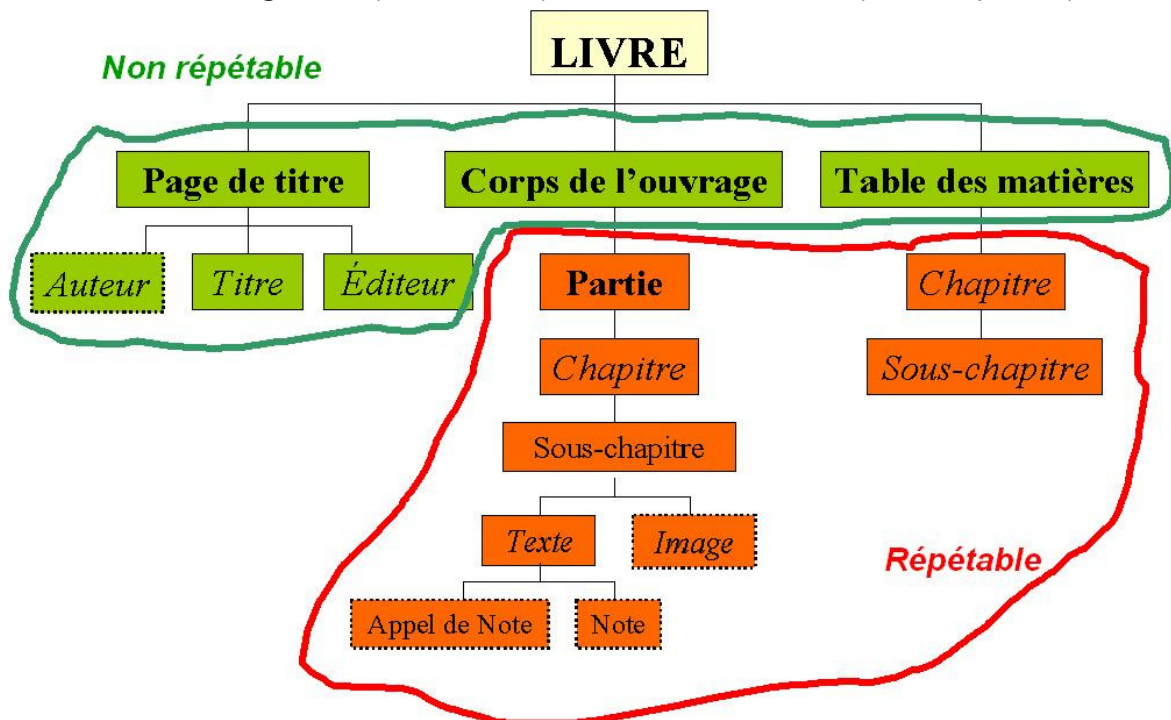 LIVRE
Non répétable
Page de titre
Corps de l'ouvrage
Table des matières
Auteur
Titre
Éditeur
Partie
Chapitre
Chapitre
Sous-chapitre
Sous-chapitre
Texte
Image
Répétable
Appel de Note
Note